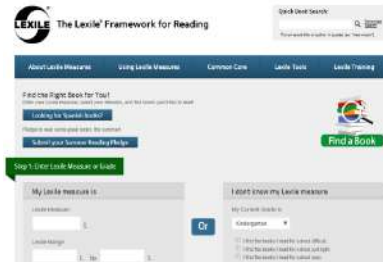 LEXILE The Lexile® Framework for Reading
Quick Book Search:
About Lexile Measures
Using Lexile Measures
Common Core
Lexile Tools
Lexile Training
Find the Right Book for You!
Looking for Spanish books?
Submit your Summer Reading Pledge
Find a Book
Step 1: Enter Lexile Measure or Grade
My Lexile measure is
Lexile Measure:
L
Lexile Range:
L to L
Or
I don't know my Lexile measure
My Current Grade is:
Kindergarten